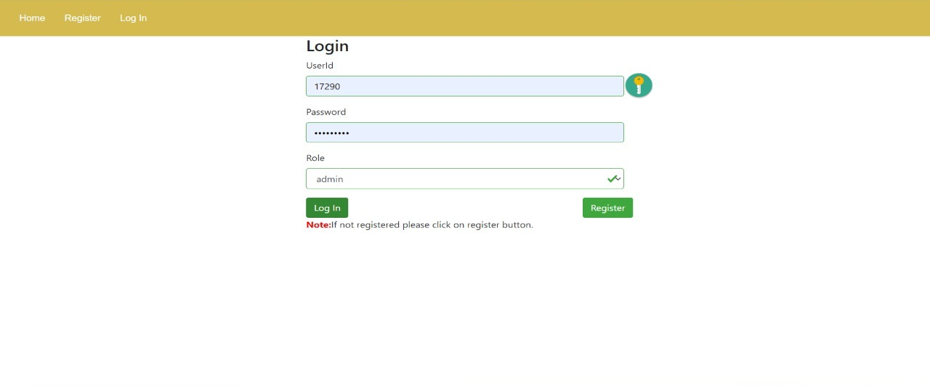 Home Register Log In
Login
UserId
17290
Password
•••••••••
Role
admin
Log In Register
Note:If not registered please click on register button.